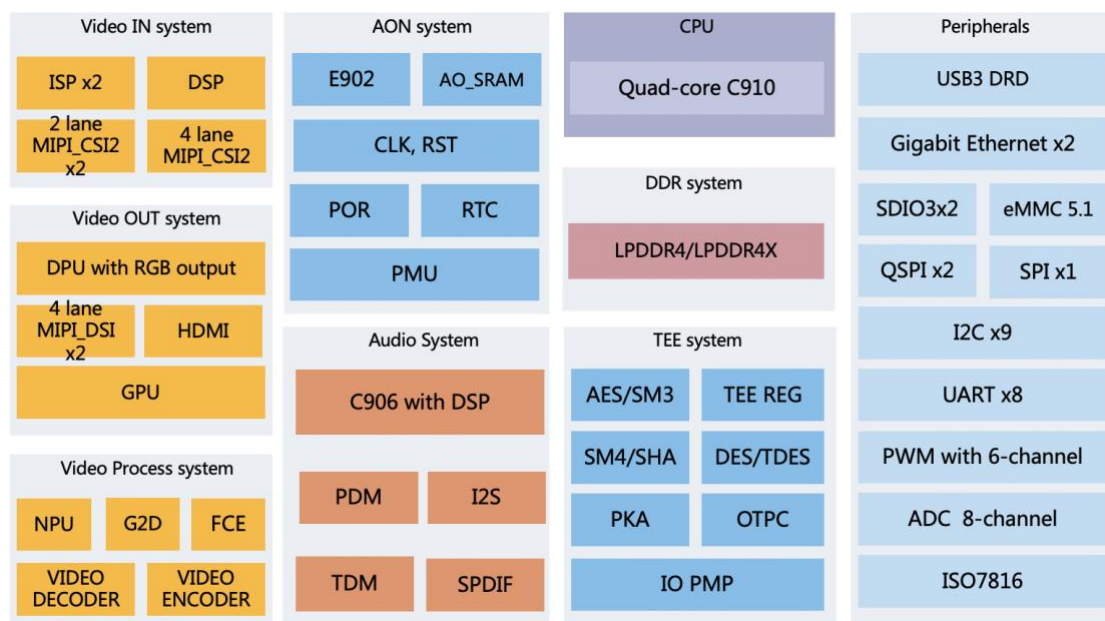 Video IN system
ISP x2
DSP
2 lane
MIPI_CSI2
x2
4 lane
MIPI_CSI2
Video OUT system
DPU with RGB output
4 lane
MIPI_DSI
x2
HDMI
GPU
Video Process system
NPU
G2D
FCE
VIDEO
DECODER
VIDEO
ENCODER
AON system
E902
AO_SRAM
CLK, RST
POR
RTC
PMU
Audio System
C906 with DSP
PDM
I2S
TDM
SPDIF
CPU
Quad-core C910
DDR system
LPDDR4/LPDDR4X
TEE system
AES/SM3
TEE REG
SM4/SHA
DES/TDES
PKA
OTPC
IO PMP
Peripherals
USB3 DRD
Gigabit Ethernet x2
SDIO3x2
eMMC 5.1
QSPI x2
SPI x1
I2C x9
UART x8
PWM with 6-channel
ADC 8-channel
ISO7816